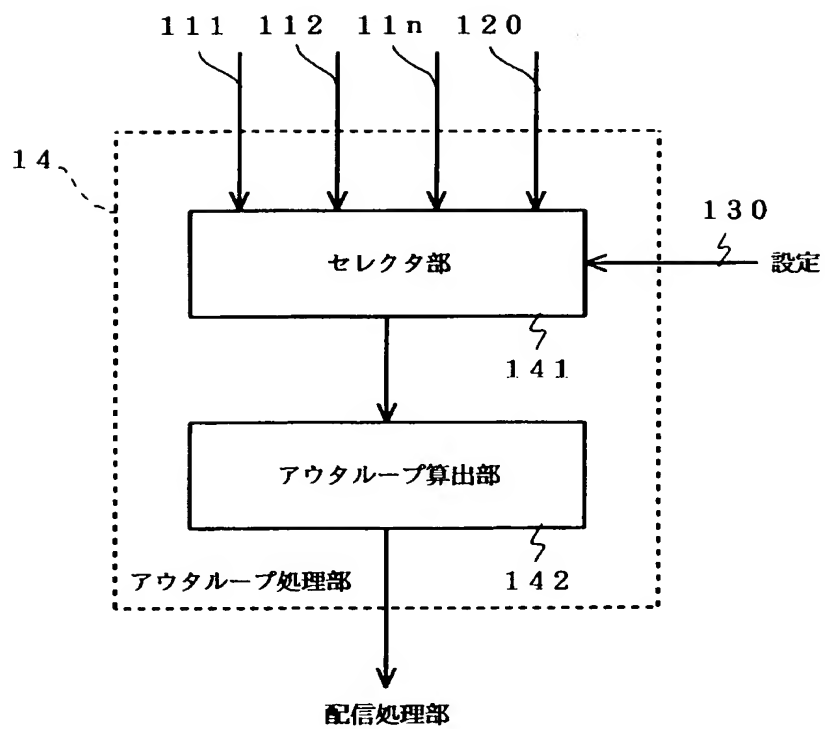 111 112 11n 120
14
130
セレクタ部
設定
141
アウタループ算出部
アウタループ処理部
142
配信処理部